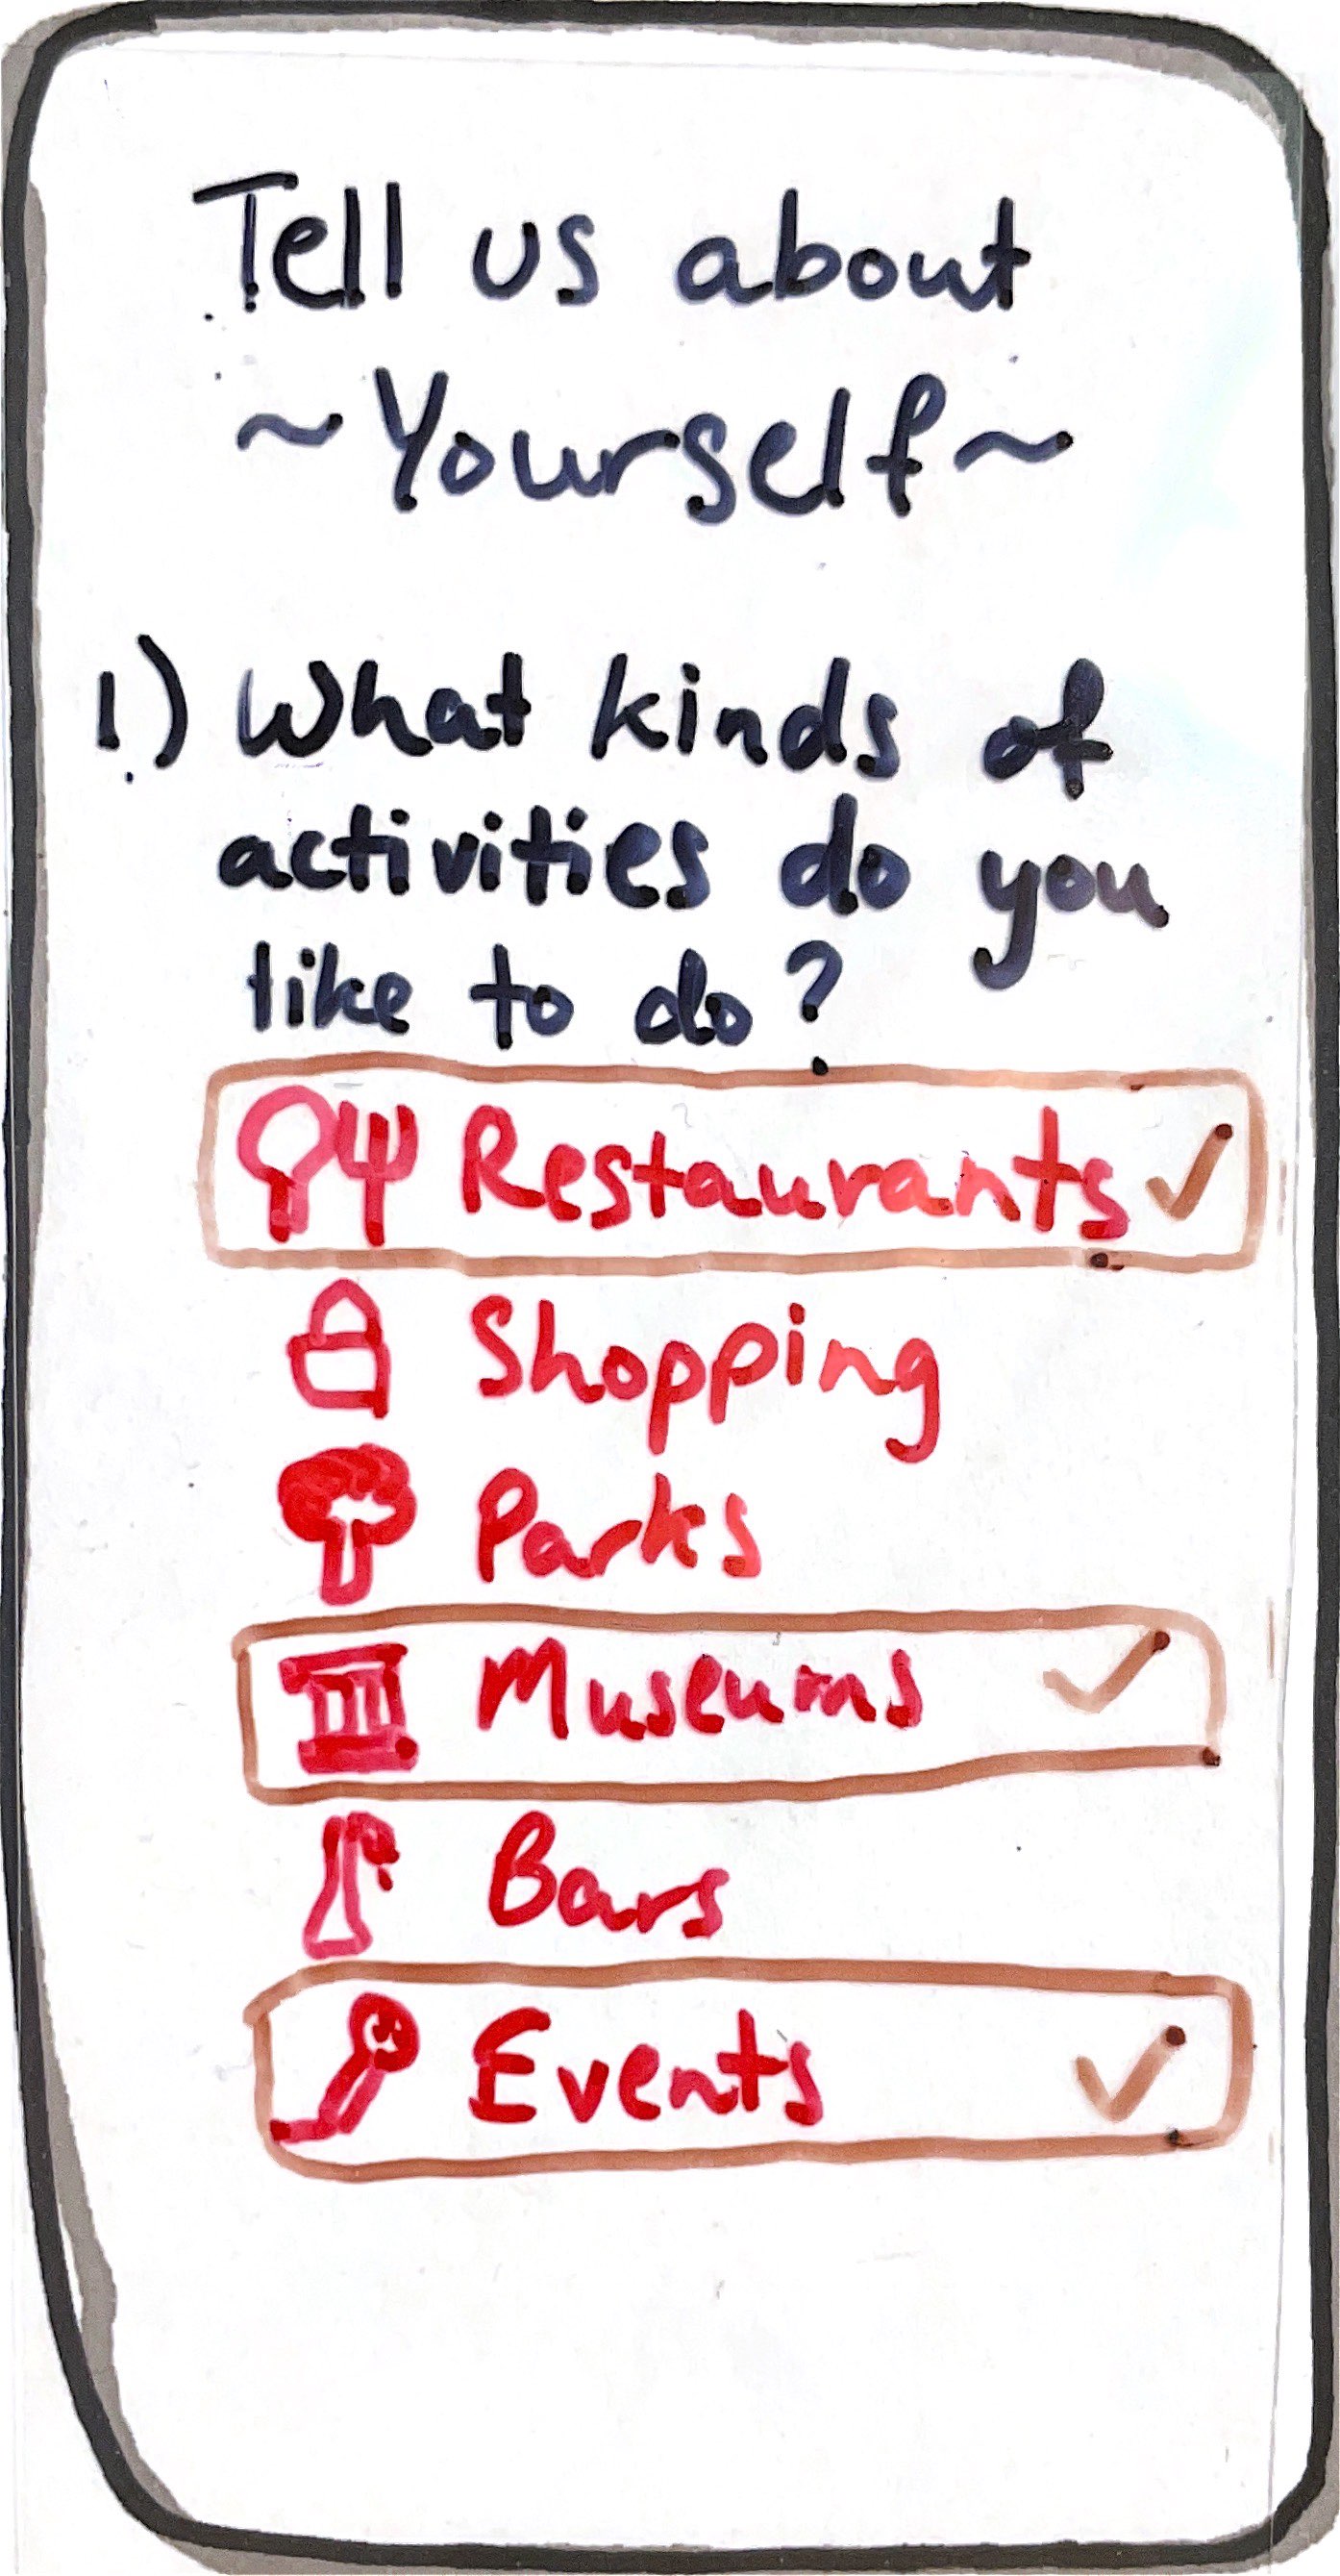 Tell us about
~Yourself~
1.) What kinds of
activities do you
like to do?
Restaurants ✓
Shopping
Parks
Museums ✓
Bars
Events ✓